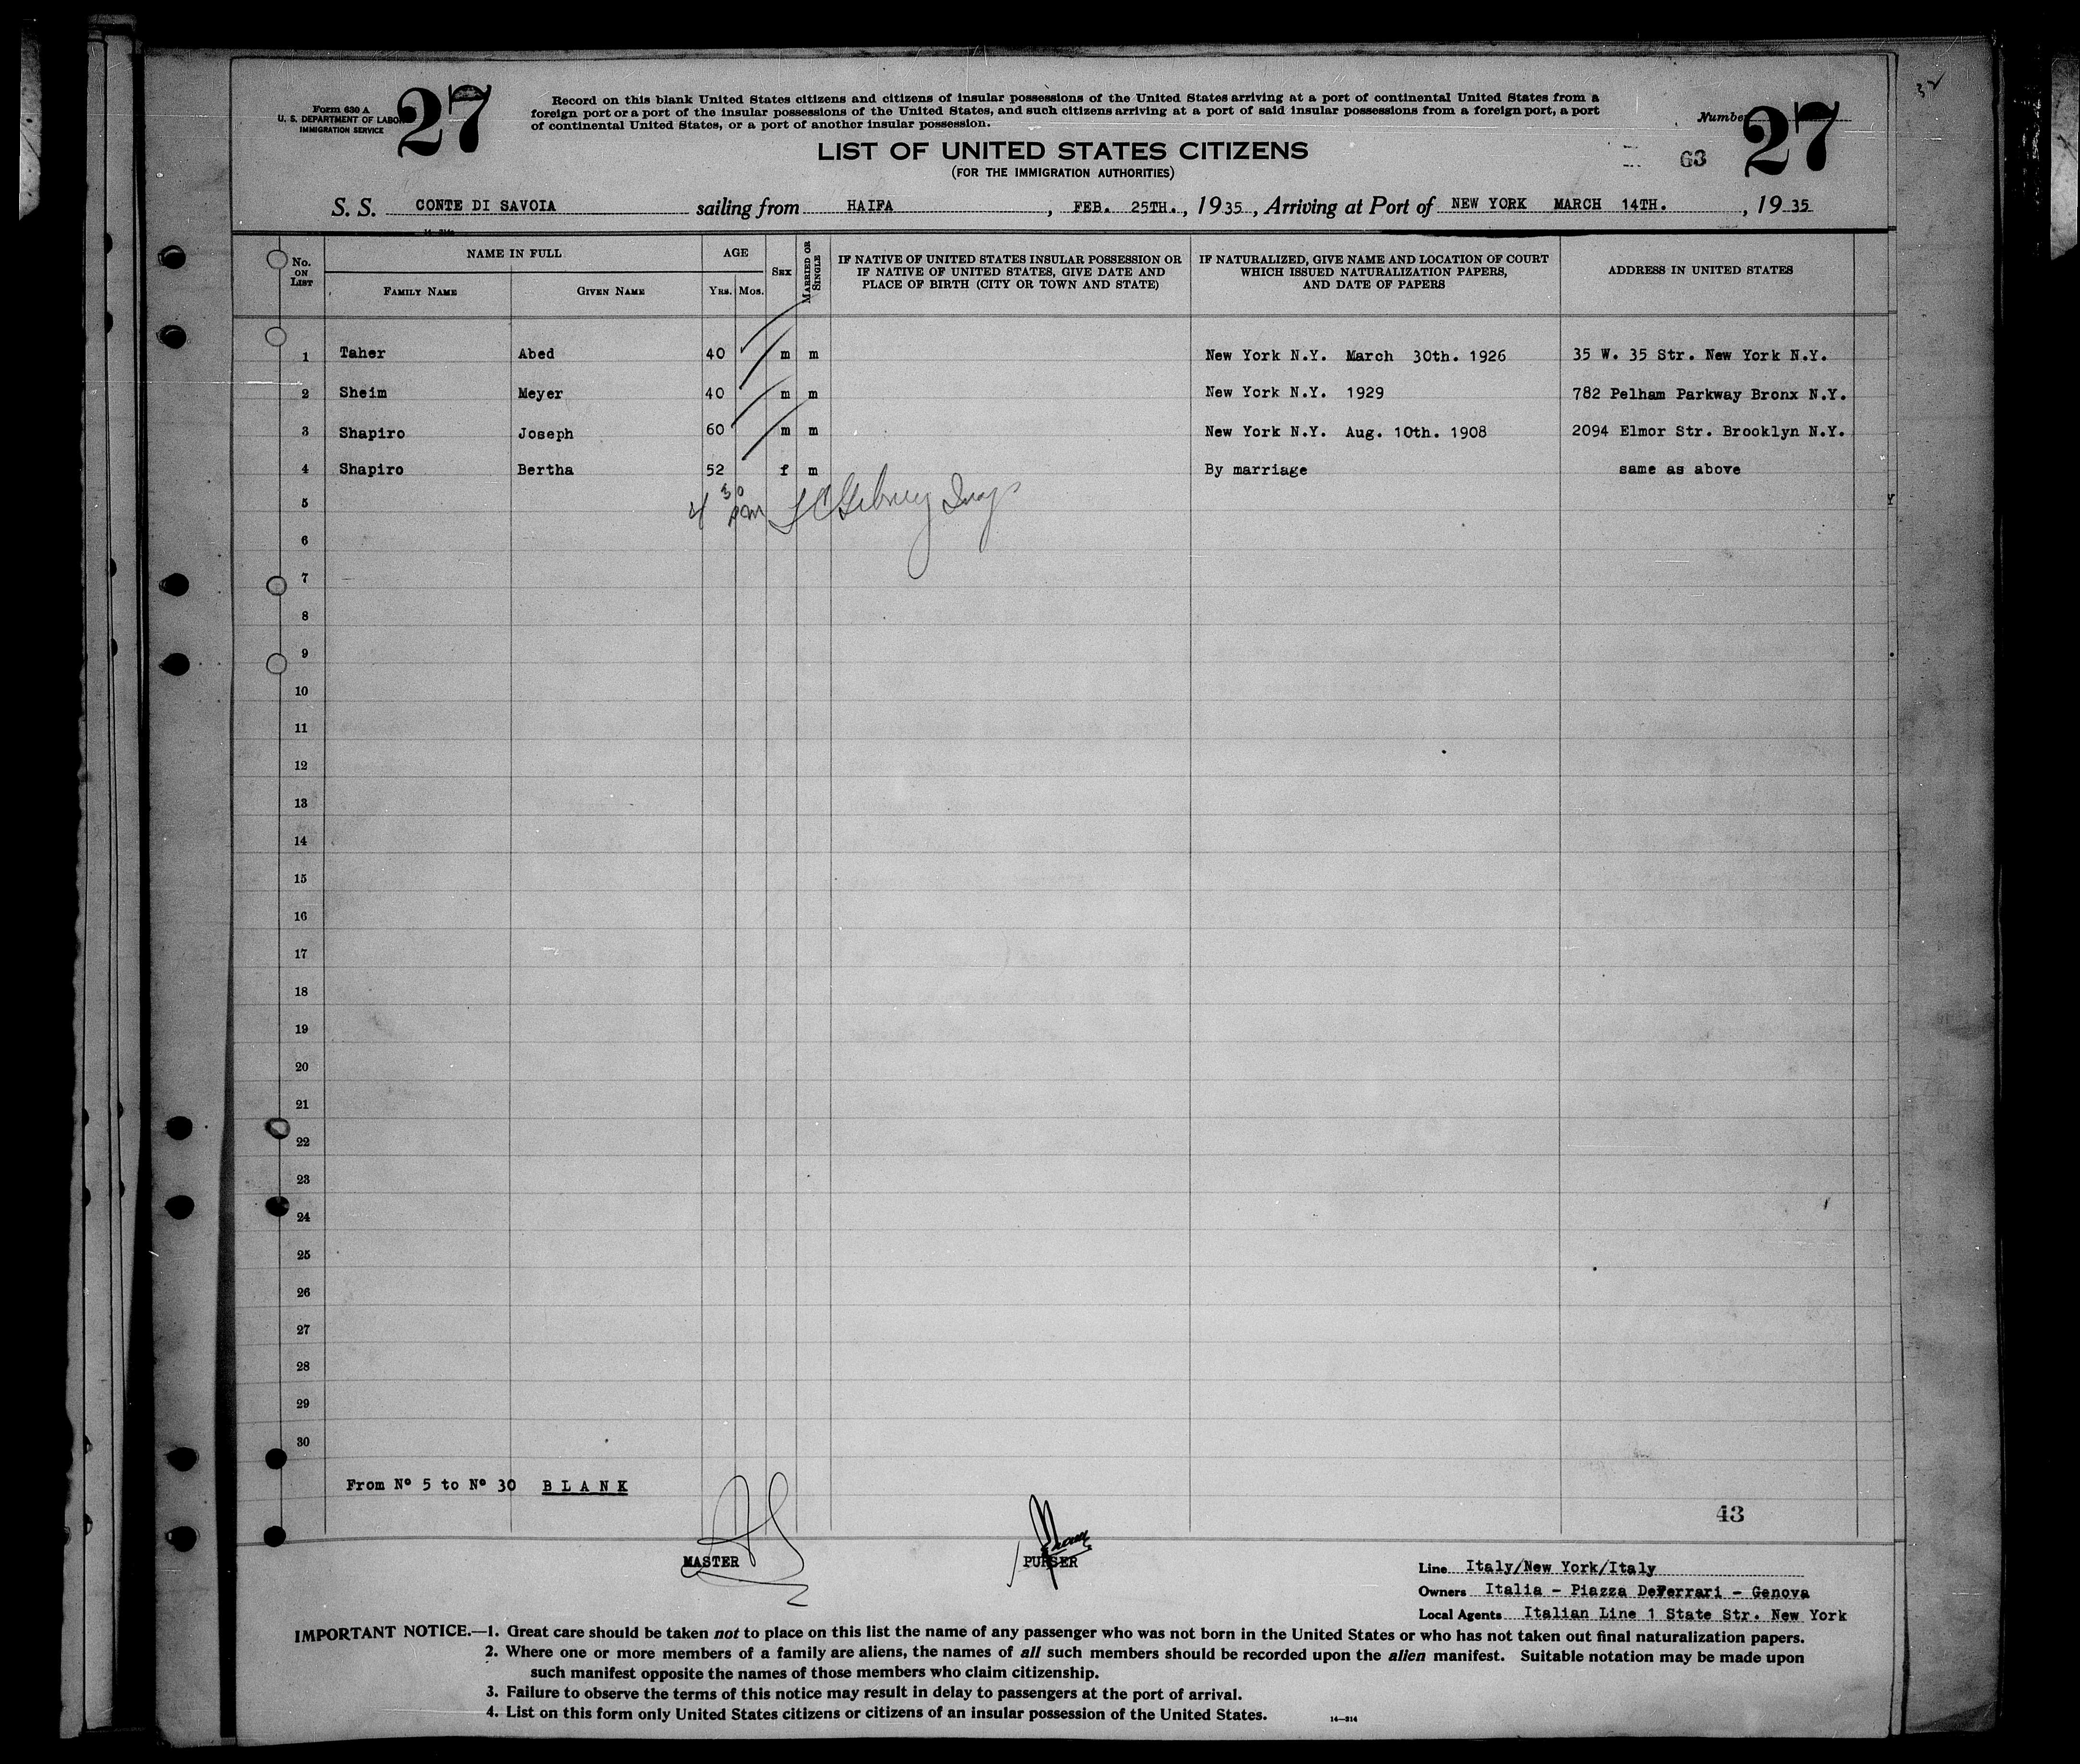 Form 630 A
U. S. DEPARTMENT OF LABOR
IMMIGRATION SERVICE
27
Record on this blank United States citizens and citizens of insular possessions of the United States arriving at a port of continental United States from a
foreign port or a port of the insular possessions of the United States, and such citizens arriving at a port of said insular possessions from a foreign port, a port
of continental United States, or a port of another insular possession.
Number
27
32
63
LIST OF UNITED STATES CITIZENS
(FOR THE IMMIGRATION AUTHORITIES)
S. S. CONTE DI SAVOIA sailing from HAIFA, FEB. 25TH., 1935, Arriving at Port of NEW YORK MARCH 14TH., 1935
14-314
No. ON LIST
NAME IN FULL
FAMILY NAME
GIVEN NAME
AGE
YRS. MOS.
SEX
MARRIED OR SINGLE
IF NATIVE OF UNITED STATES INSULAR POSSESSION OR
IF NATIVE OF UNITED STATES, GIVE DATE AND
PLACE OF BIRTH (CITY OR TOWN AND STATE)
IF NATURALIZED, GIVE NAME AND LOCATION OF COURT
WHICH ISSUED NATURALIZATION PAPERS,
AND DATE OF PAPERS
ADDRESS IN UNITED STATES
1 Taher Abed 40 m m New York N.Y. March 30th. 1926 35 W. 35 Str. New York N.Y.
2 Sheim Meyer 40 m m New York N.Y. 1929 782 Pelham Parkway Bronx N.Y.
3 Shapiro Joseph 60 m m New York N.Y. Aug. 10th. 1908 2094 Elmor Str. Brooklyn N.Y.
4 Shapiro Bertha 52 f m By marriage same as above
5 4 30 pm
6
7
8
9
10
11
12
13
14
15
16
17
18
19
20
21
22
23
24
25
26
27
28
29
30
From Nº 5 to Nº 30 BLANK
43
MASTER
PURSER
Line Italy/New York/Italy
Owners Italia - Piazza DeFerrari - Genova
Local Agents Italian Line 1 State Str. New York
IMPORTANT NOTICE.—1. Great care should be taken not to place on this list the name of any passenger who was not born in the United States or who has not taken out final naturalization papers.
2. Where one or more members of a family are aliens, the names of all such members should be recorded upon the alien manifest. Suitable notation may be made upon
such manifest opposite the names of those members who claim citizenship.
3. Failure to observe the terms of this notice may result in delay to passengers at the port of arrival.
4. List on this form only United States citizens or citizens of an insular possession of the United States.
14-314